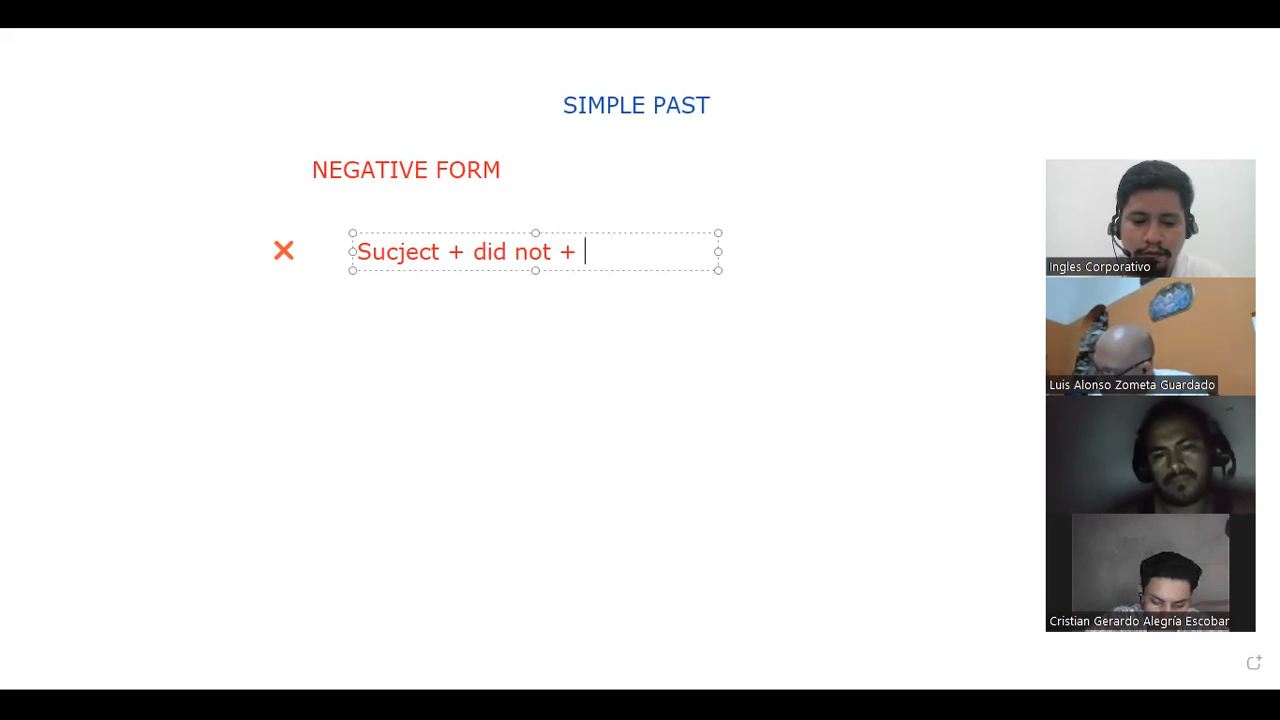 SIMPLE PAST
NEGATIVE FORM
Sucject + did not +
Ingles Corporativo
Luis Alonso Zometa Guardado
Cristian Gerardo Alegría Escobar